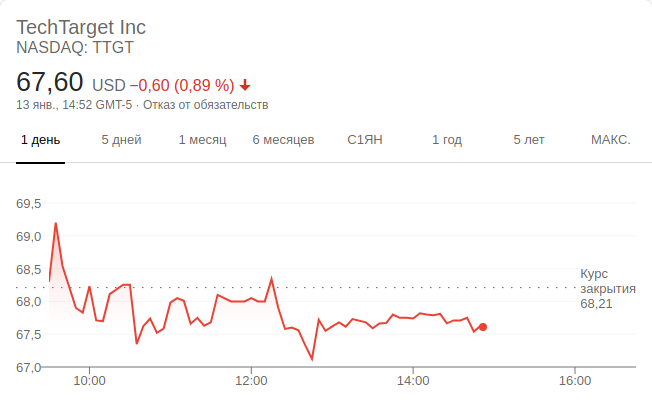 TechTarget Inc
NASDAQ: TTGT
67,60 USD −0,60 (0,89 %)
13 янв., 14:52 GMT-5 · Отказ от обязательств
1 день 5 дней 1 месяц 6 месяцев С1ЯН 1 год 5 лет МАКС.
69,5
69,0
68,5
68,0
67,5
67,0
Курс
закрытия
68,21
10:00 12:00 14:00 16:00